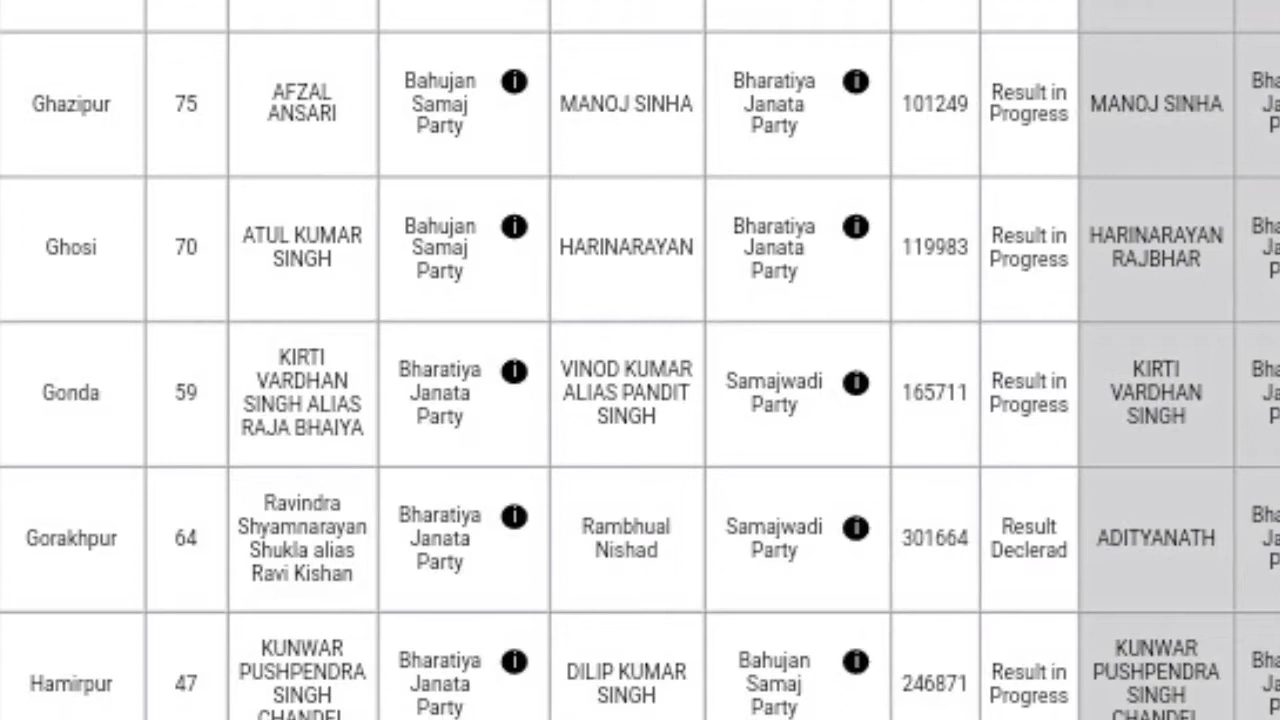 Ghazipur 75 AFZAL ANSARI Bahujan Samaj Party i MANOJ SINHA Bharatiya Janata Party i 101249 Result in Progress MANOJ SINHA
Ghosi 70 ATUL KUMAR SINGH Bahujan Samaj Party i HARINARAYAN Bharatiya Janata Party i 119983 Result in Progress HARINARAYAN RAJBHAR
Gonda 59 KIRTI VARDHAN SINGH ALIAS RAJA BHAIYA Bharatiya Janata Party i VINOD KUMAR ALIAS PANDIT SINGH Samajwadi Party i 165711 Result in Progress KIRTI VARDHAN SINGH
Gorakhpur 64 Ravindra Shyamnarayan Shukla alias Ravi Kishan Bharatiya Janata Party i Rambhual Nishad Samajwadi Party i 301664 Result Declerad ADITYANATH
Hamirpur 47 KUNWAR PUSHPENDRA SINGH CHANDEL Bharatiya Janata Party i DILIP KUMAR SINGH Bahujan Samaj Party i 246871 Result in Progress KUNWAR PUSHPENDRA SINGH CHANDEL